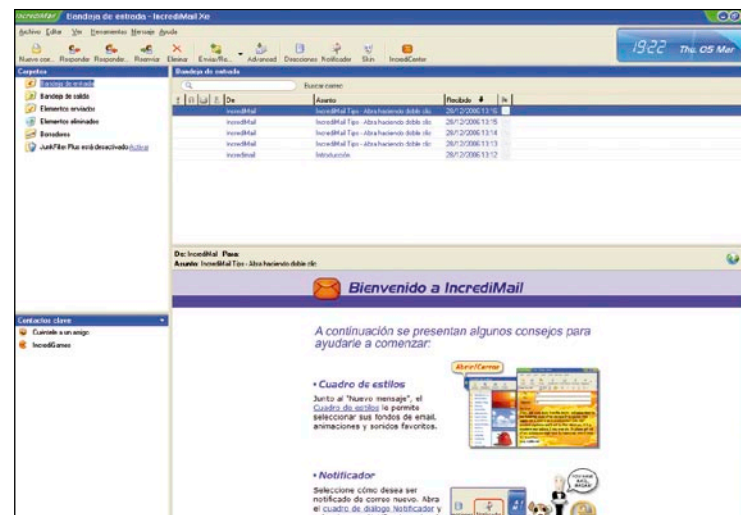 IncrediMail Bandeja de entrada - IncrediMail Xe
Archivo Editar Ver Herramientas Mensaje Ayuda
Nuevo cor... Responder Responde... Reenviar Eliminar Enviar/Re... Advanced Direcciones Notificador Skin IncrediCenter
19:22 Thu. 05 Mar
Carpetas
Bandeja de entrada
Bandeja de salida
Elementos enviados
Elementos eliminados
Borradores
JunkFilter Plus está desactivado Activar
Bandeja de entrada
Buscar correo
De Asunto Recibido
IncrediMail IncrediMail Tips - Abra haciendo doble clic 28/12/2006 13:16
IncrediMail IncrediMail Tips - Abra haciendo doble clic 28/12/2006 13:15
IncrediMail IncrediMail Tips - Abra haciendo doble clic 28/12/2006 13:14
IncrediMail IncrediMail Tips - Abra haciendo doble clic 28/12/2006 13:13
Incredimail Introducción 28/12/2006 13:12
De: IncrediMail Para:
Asunto: IncrediMail Tips - Abra haciendo doble clic
Bienvenido a IncrediMail
Contactos clave
Cuéntele a un amigo
IncrediGames
A continuación se presentan algunos consejos para
ayudarle a comenzar:
Abrir/Cerrar
• Cuadro de estilos
Junto al "Nuevo mensaje", el
Cuadro de estilos le permite
seleccionar sus fondos de email,
animaciones y sonidos favoritos.
• Notificador
Seleccione cómo desea ser
notificado de correo nuevo. Abra
el cuadro de diálogo Notificador y